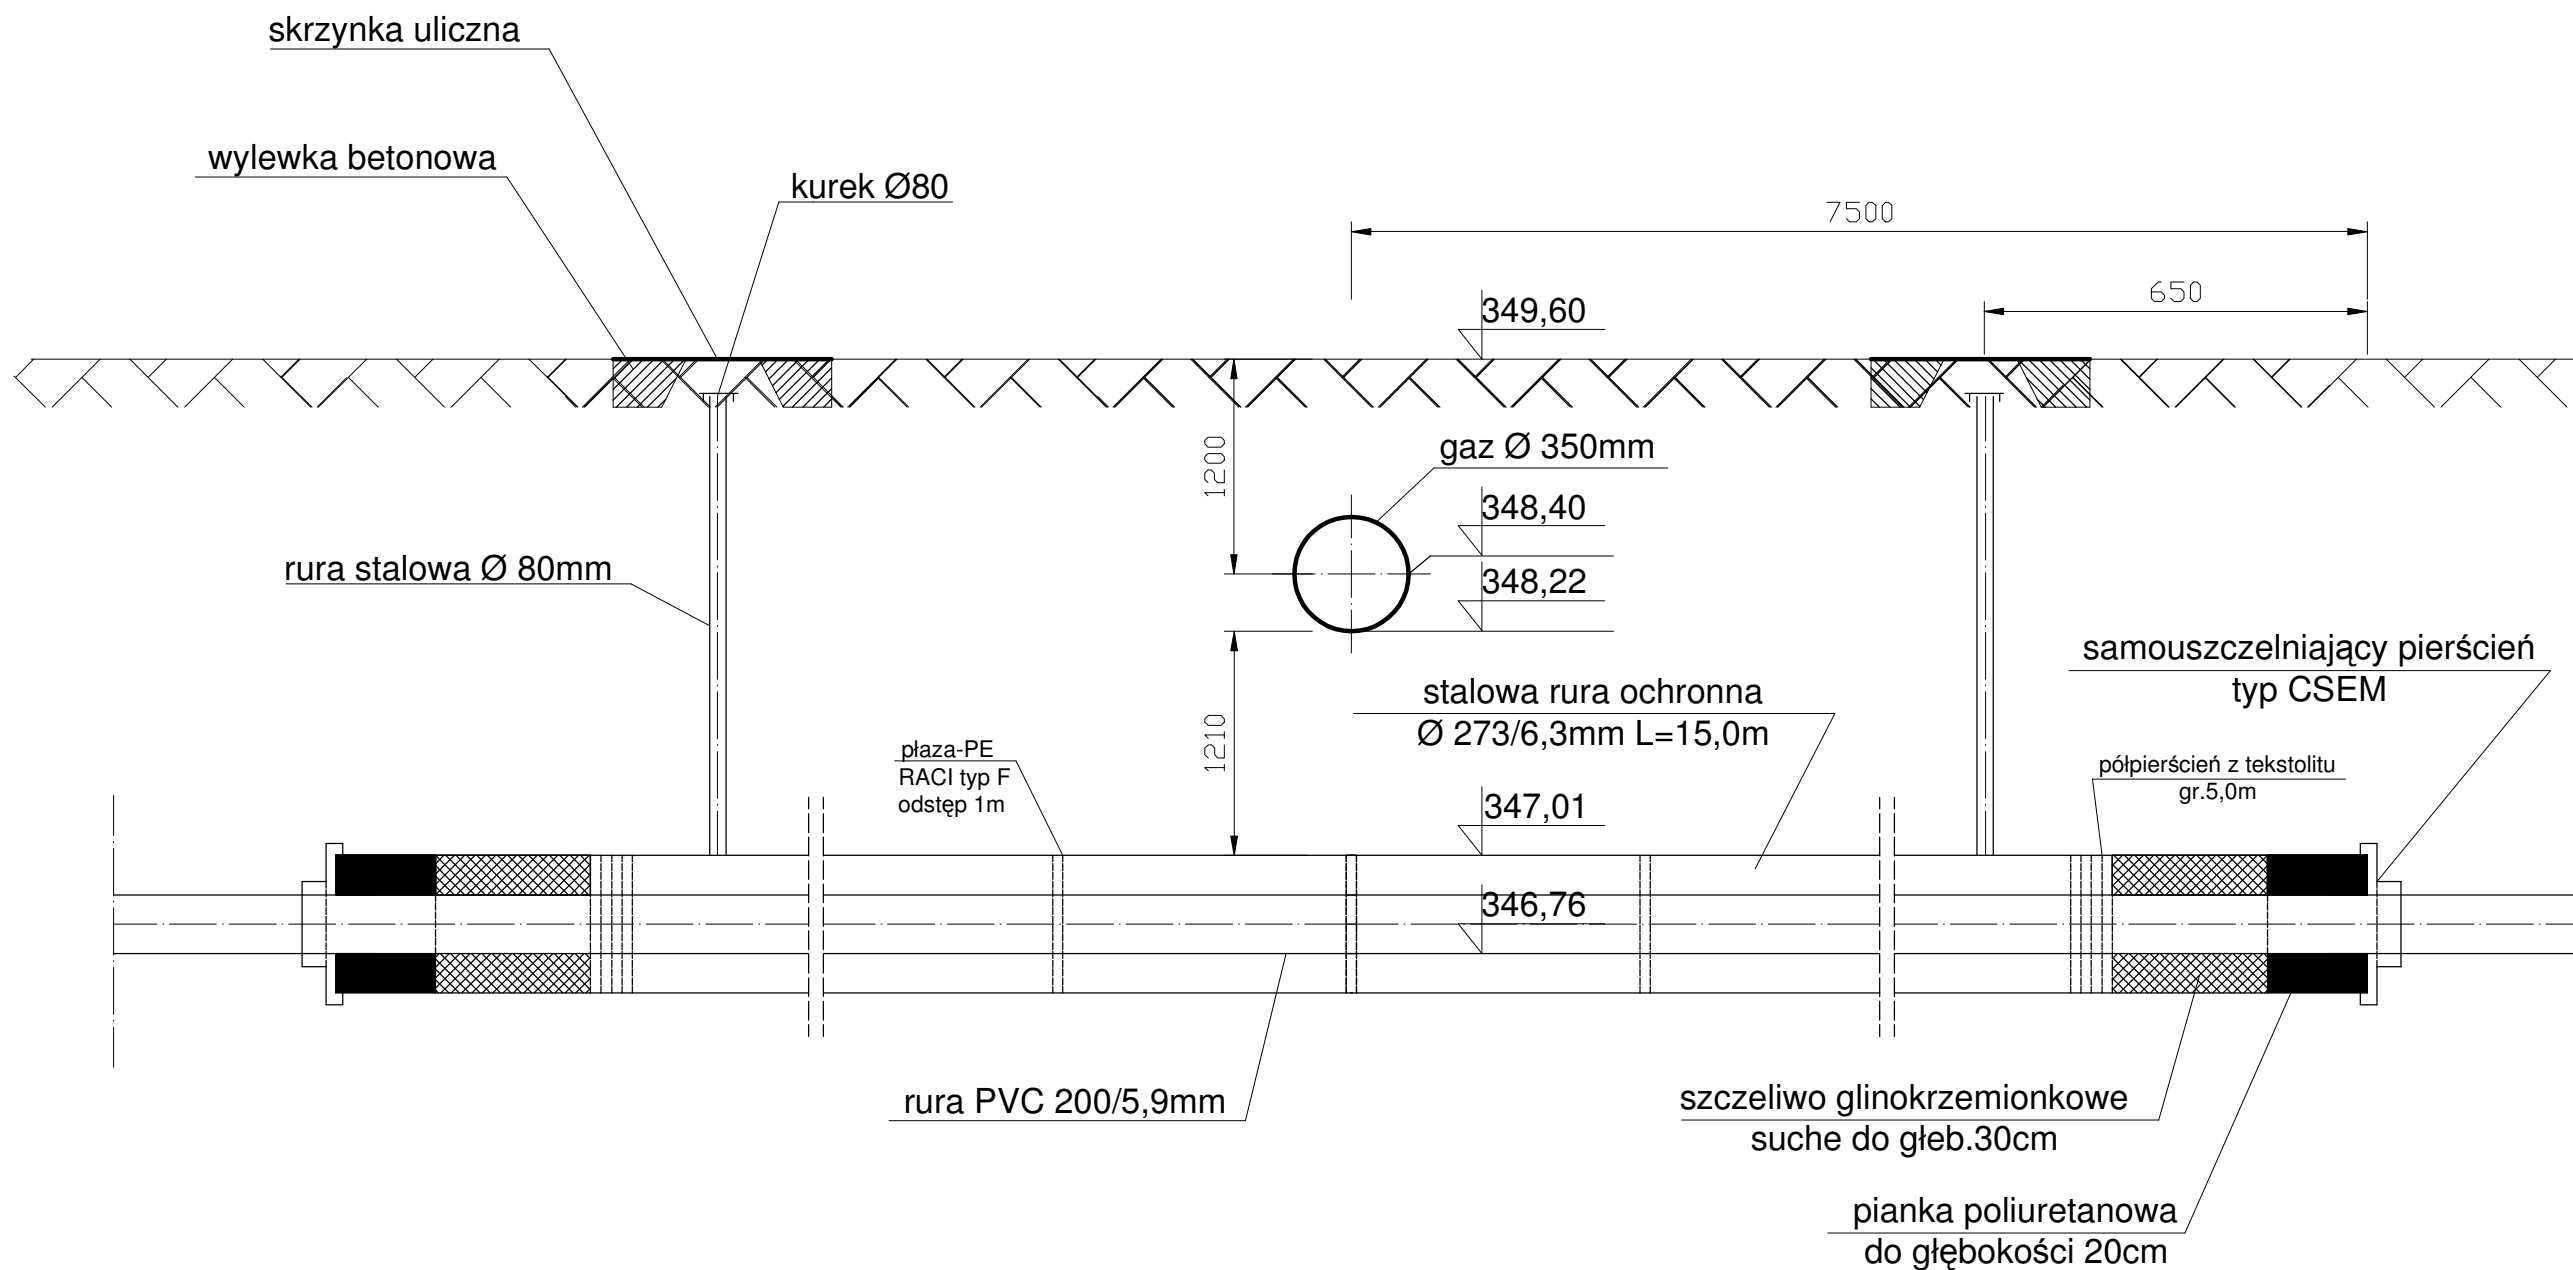 skrzynka uliczna
wylewka betonowa
kurek Ø80
7500
650
349,60
1200
gaz Ø 350mm
348,40
348,22
rura stalowa Ø 80mm
samouszczelniający pierścień
typ CSEM
stalowa rura ochronna
Ø 273/6,3mm L=15,0m
1210
płaza-PE
RACI typ F
odstęp 1m
półpierścień z tekstolitu
gr.5,0m
347,01
346,76
rura PVC 200/5,9mm
szczeliwo glinokrzemionkowe
suche do głeb.30cm
pianka poliuretanowa
do głębokości 20cm